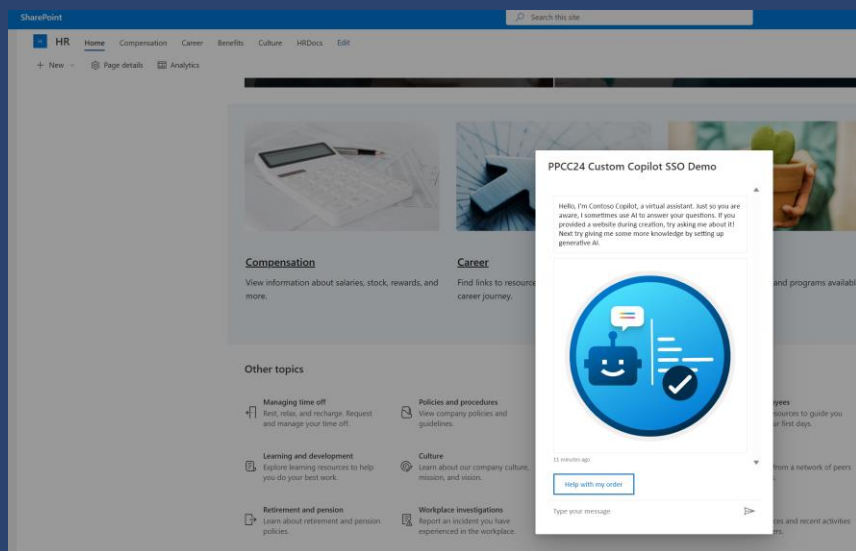 SharePoint
Search this site
HR Home Compensation Career Benefits Culture HRDocs Edit
+ New Page details Analytics
PPCC24 Custom Copilot SSO Demo
Hello, I'm Contoso Copilot, a virtual assistant. Just so you are
aware, I sometimes use AI to answer your questions. If you
provided a website during creation, try asking me about it!
Next try giving me some more knowledge by setting up
generative AI.
11 minutes ago
Help with my order
Type your message
Compensation
View information about salaries, stock, rewards, and
more.
Career
Find links to resource
career journey.
and programs availabl
Other topics
Managing time off
Rest, relax, and recharge. Request
and manage your time off.
Policies and procedures
View company policies and
guidelines.
yees
sources to guide you
ur first days.
Learning and development
Explore learning resources to help
you do your best work.
Culture
Learn about our company culture,
mission, and vision.
from a network of peers
Retirement and pension
Learn about retirement and pension
policies.
Workplace investigations
Report an incident you have
experienced in the workplace.
ces and recent activities
ers.